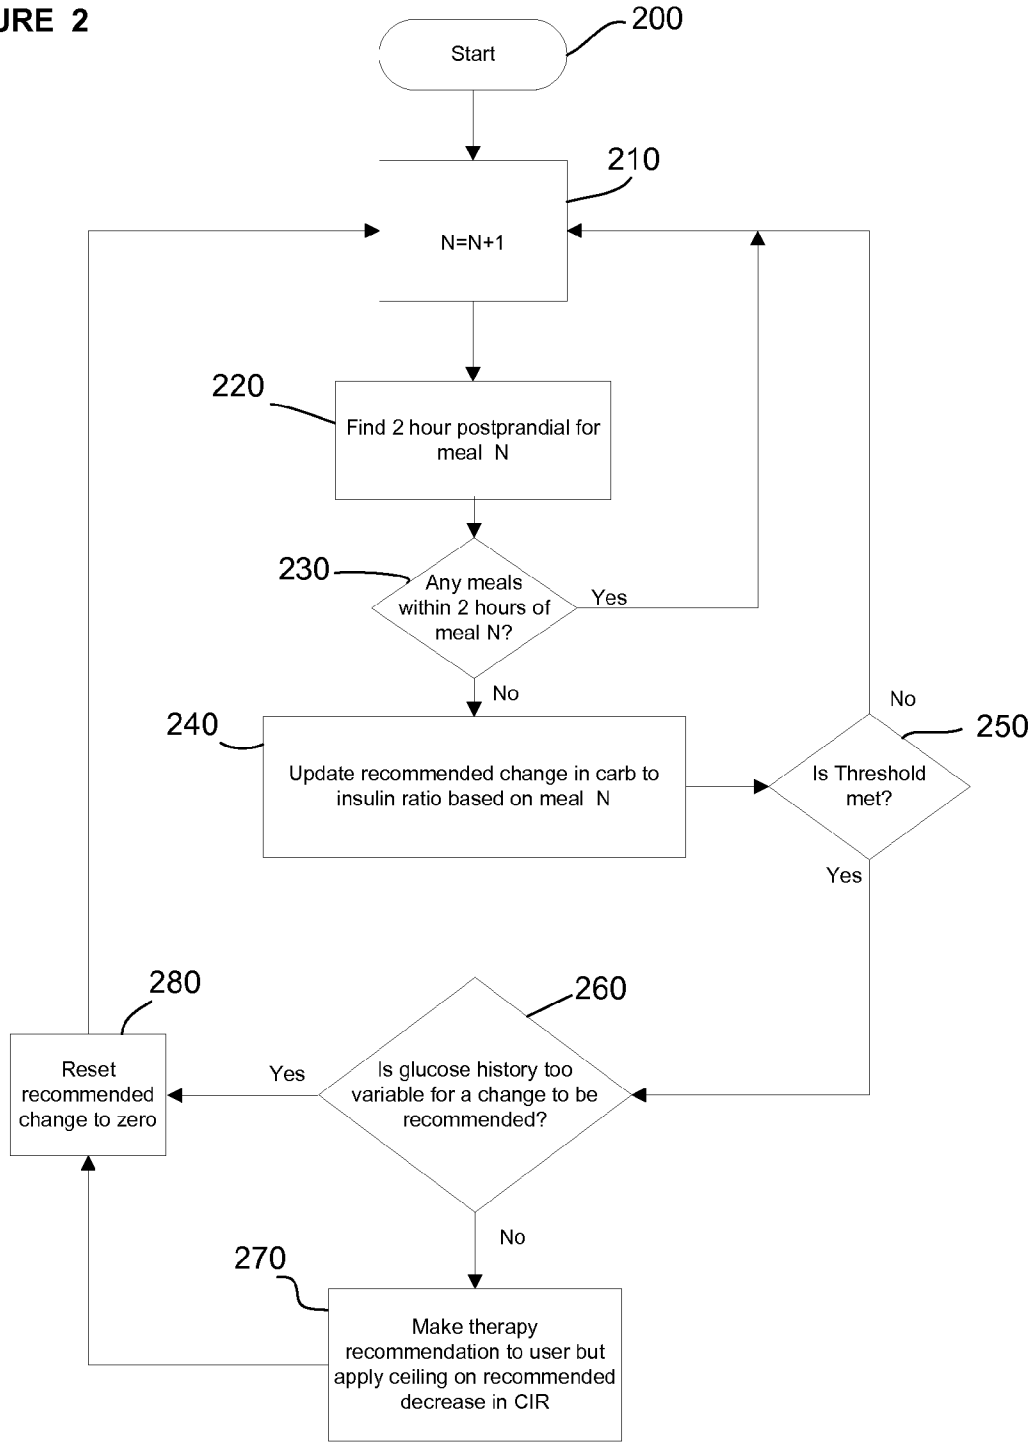 URE 2
200
Start
210
N=N+1
220
Find 2 hour postprandial for
meal N
230
Any meals
within 2 hours of
meal N?
Yes
No
240
Update recommended change in carb to
insulin ratio based on meal N
No
250
Is Threshold
met?
Yes
260
Is glucose history too
variable for a change to be
recommended?
Yes
280
Reset
recommended
change to zero
No
270
Make therapy
recommendation to user but
apply ceiling on recommended
decrease in CIR